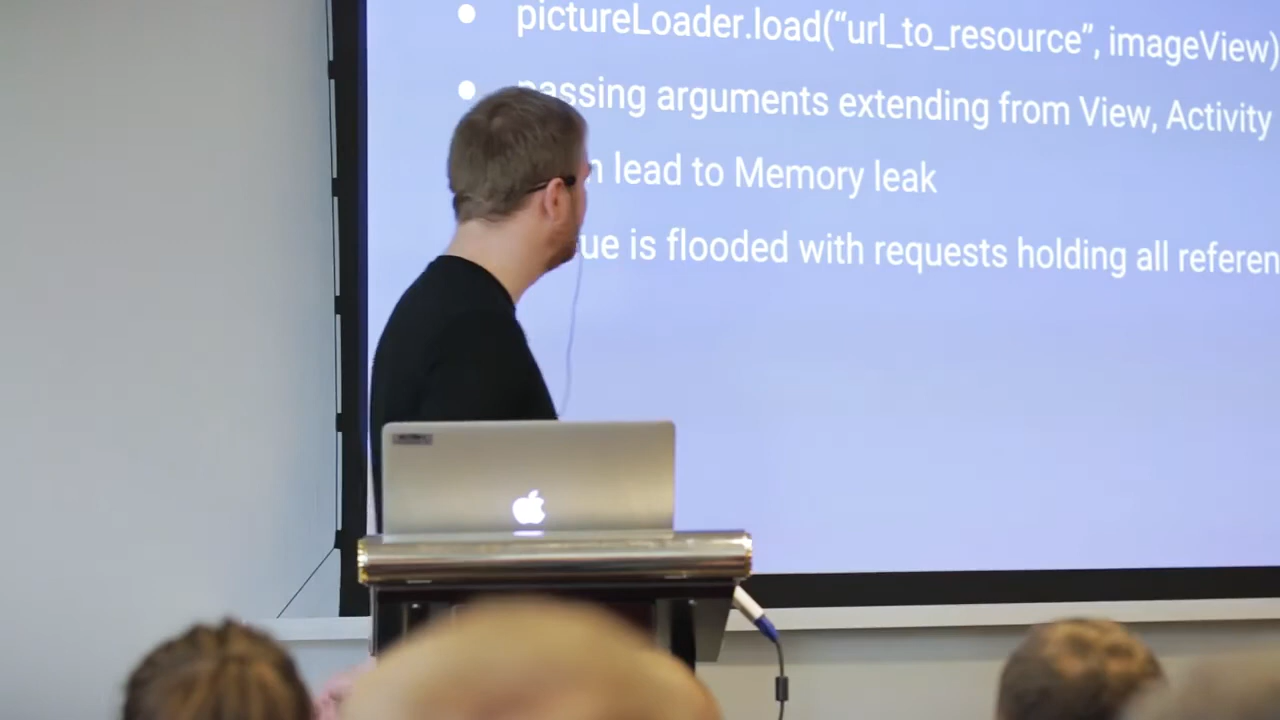 • pictureLoader.load(“url_to_resource”, imageView)
• passing arguments extending from View, Activity
lead to Memory leak
is flooded with requests holding all referen